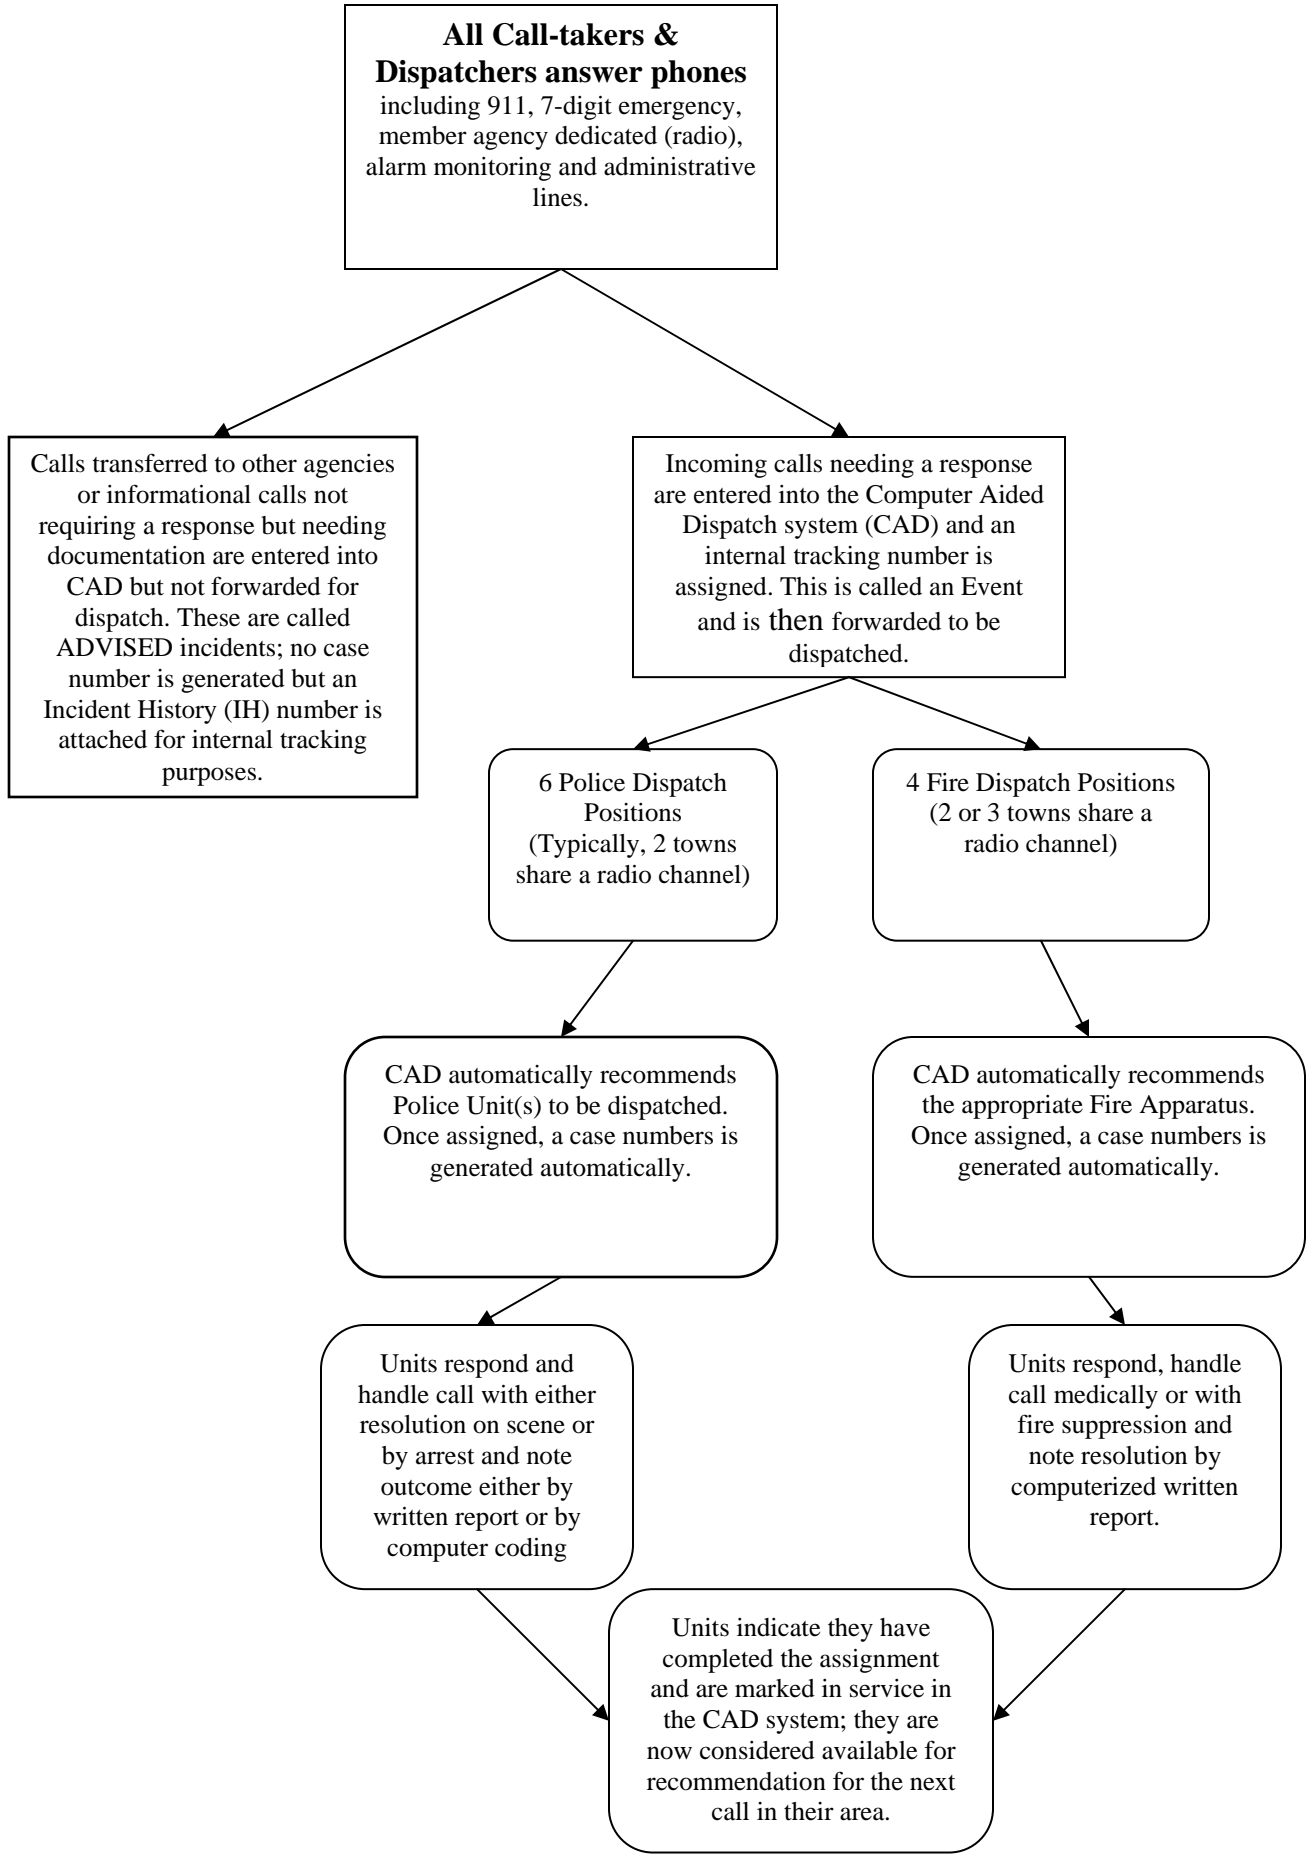 All Call-takers &
Dispatchers answer phones
including 911, 7-digit emergency,
member agency dedicated (radio),
alarm monitoring and administrative
lines.
Calls transferred to other agencies
or informational calls not
requiring a response but needing
documentation are entered into
CAD but not forwarded for
dispatch. These are called
ADVISED incidents; no case
number is generated but an
Incident History (IH) number is
attached for internal tracking
purposes.
Incoming calls needing a response
are entered into the Computer Aided
Dispatch system (CAD) and an
internal tracking number is
assigned. This is called an Event
and is then forwarded to be
dispatched.
6 Police Dispatch
Positions
(Typically, 2 towns
share a radio channel)
4 Fire Dispatch Positions
(2 or 3 towns share a
radio channel)
CAD automatically recommends
Police Unit(s) to be dispatched.
Once assigned, a case numbers is
generated automatically.
CAD automatically recommends
the appropriate Fire Apparatus.
Once assigned, a case numbers is
generated automatically.
Units respond and
handle call with either
resolution on scene or
by arrest and note
outcome either by
written report or by
computer coding
Units respond, handle
call medically or with
fire suppression and
note resolution by
computerized written
report.
Units indicate they have
completed the assignment
and are marked in service in
the CAD system; they are
now considered available for
recommendation for the next
call in their area.